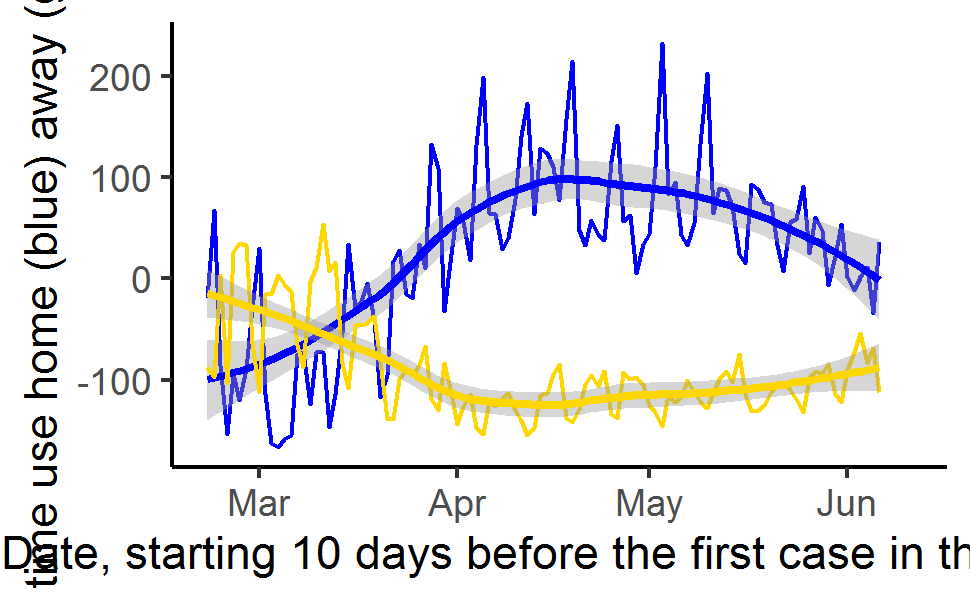 time use home (blue) away (
200
100
0
-100
Mar Apr May Jun
Date, starting 10 days before the first case in th